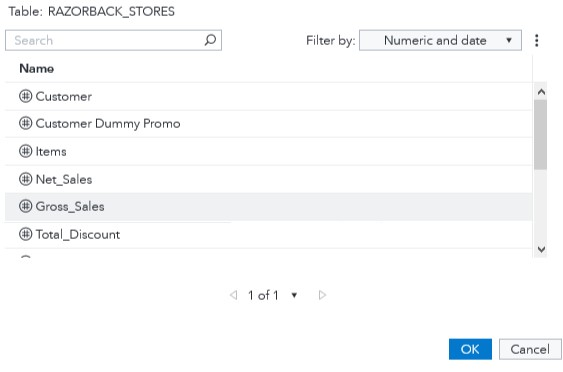 Table: RAZORBACK_STORES
Search
Filter by: Numeric and date
Name
Customer
Customer Dummy Promo
Items
Net_Sales
Gross_Sales
Total_Discount
1 of 1
OK Cancel